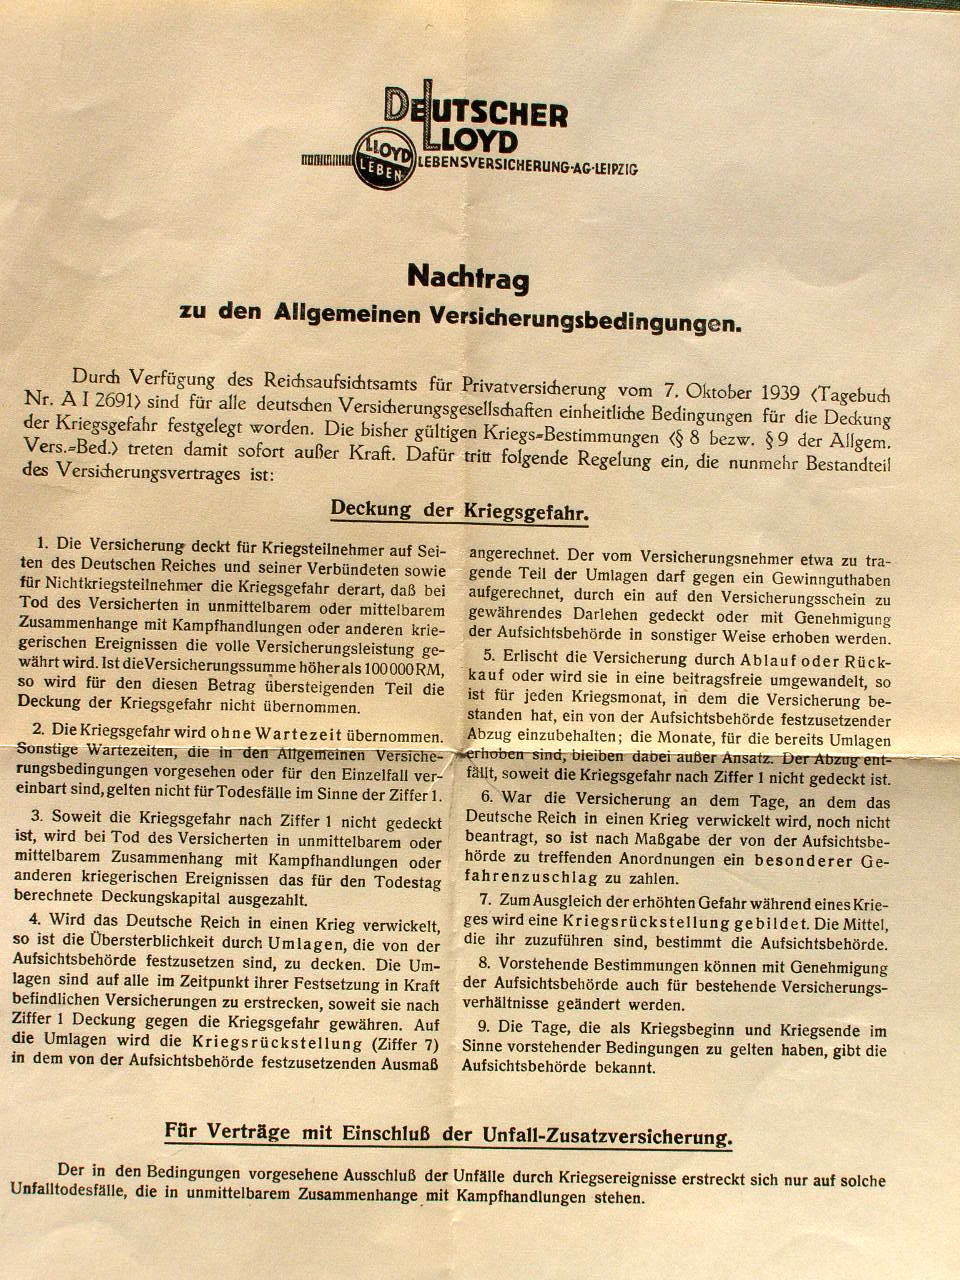 DEUTSCHER
LLOYD
LEBENSVERSICHERUNG·AG·LEIPZIG
LLOYD
LEBEN
Nachtrag
zu den Allgemeinen Versicherungsbedingungen.
Durch Verfügung des Reichsaufsichtsamts für Privatversicherung vom 7. Oktober 1939 (Tagebuch
Nr. A I 2691) sind für alle deutschen Versicherungsgesellschaften einheitliche Bedingungen für die Deckung
der Kriegsgefahr festgelegt worden. Die bisher gültigen Kriegs=Bestimmungen (§ 8 bezw. § 9 der Allgem.
Vers.=Bed.) treten damit sofort außer Kraft. Dafür tritt folgende Regelung ein, die nunmehr Bestandteil
des Versicherungsvertrages ist:
Deckung der Kriegsgefahr.
1. Die Versicherung deckt für Kriegsteilnehmer auf Sei-
ten des Deutschen Reiches und seiner Verbündeten sowie
für Nichtkriegsteilnehmer die Kriegsgefahr derart, daß bei
Tod des Versicherten in unmittelbarem oder mittelbarem
Zusammenhange mit Kampfhandlungen oder anderen krie-
gerischen Ereignissen die volle Versicherungsleistung ge-
währt wird. Ist die Versicherungssumme höher als 100000 RM,
so wird für den diesen Betrag übersteigenden Teil die
Deckung der Kriegsgefahr nicht übernommen.
2. Die Kriegsgefahr wird ohne Wartezeit übernommen.
Sonstige Wartezeiten, die in den Allgemeinen Versiche-
rungsbedingungen vorgesehen oder für den Einzelfall ver-
einbart sind, gelten nicht für Todesfälle im Sinne der Ziffer 1.
3. Soweit die Kriegsgefahr nach Ziffer 1 nicht gedeckt
ist, wird bei Tod des Versicherten in unmittelbarem oder
mittelbarem Zusammenhang mit Kampfhandlungen oder
anderen kriegerischen Ereignissen das für den Todestag
berechnete Deckungskapital ausgezahlt.
4. Wird das Deutsche Reich in einen Krieg verwickelt,
so ist die Übersterblichkeit durch Umlagen, die von der
Aufsichtsbehörde festzusetzen sind, zu decken. Die Um-
lagen sind auf alle im Zeitpunkt ihrer Festsetzung in Kraft
befindlichen Versicherungen zu erstrecken, soweit sie nach
Ziffer 1 Deckung gegen die Kriegsgefahr gewähren. Auf
die Umlagen wird die Kriegsrückstellung (Ziffer 7)
in dem von der Aufsichtsbehörde festzusetzenden Ausmaß
angerechnet. Der vom Versicherungsnehmer etwa zu tra-
gende Teil der Umlagen darf gegen ein Gewinnguthaben
aufgerechnet, durch ein auf den Versicherungsschein zu
gewährendes Darlehen gedeckt oder mit Genehmigung
der Aufsichtsbehörde in sonstiger Weise erhoben werden.
5. Erlischt die Versicherung durch Ablauf oder Rück-
kauf oder wird sie in eine beitragsfreie umgewandelt, so
ist für jeden Kriegsmonat, in dem die Versicherung be-
standen hat, ein von der Aufsichtsbehörde festzusetzender
Abzug einzubehalten; die Monate, für die bereits Umlagen
erhoben sind, bleiben dabei außer Ansatz. Der Abzug ent-
fällt, soweit die Kriegsgefahr nach Ziffer 1 nicht gedeckt ist.
6. War die Versicherung an dem Tage, an dem das
Deutsche Reich in einen Krieg verwickelt wird, noch nicht
beantragt, so ist nach Maßgabe der von der Aufsichtsbe-
hörde zu treffenden Anordnungen ein besonderer Ge-
fahrenzuschlag zu zahlen.
7. Zum Ausgleich der erhöhten Gefahr während eines Krie-
ges wird eine Kriegsrückstellung gebildet. Die Mittel,
die ihr zuzuführen sind, bestimmt die Aufsichtsbehörde.
8. Vorstehende Bestimmungen können mit Genehmigung
der Aufsichtsbehörde auch für bestehende Versicherungs-
verhältnisse geändert werden.
9. Die Tage, die als Kriegsbeginn und Kriegsende im
Sinne vorstehender Bedingungen zu gelten haben, gibt die
Aufsichtsbehörde bekannt.
Für Verträge mit Einschluß der Unfall-Zusatzversicherung.
Der in den Bedingungen vorgesehene Ausschluß der Unfälle durch Kriegsereignisse erstreckt sich nur auf solche
Unfalltodesfälle, die in unmittelbarem Zusammenhange mit Kampfhandlungen stehen.